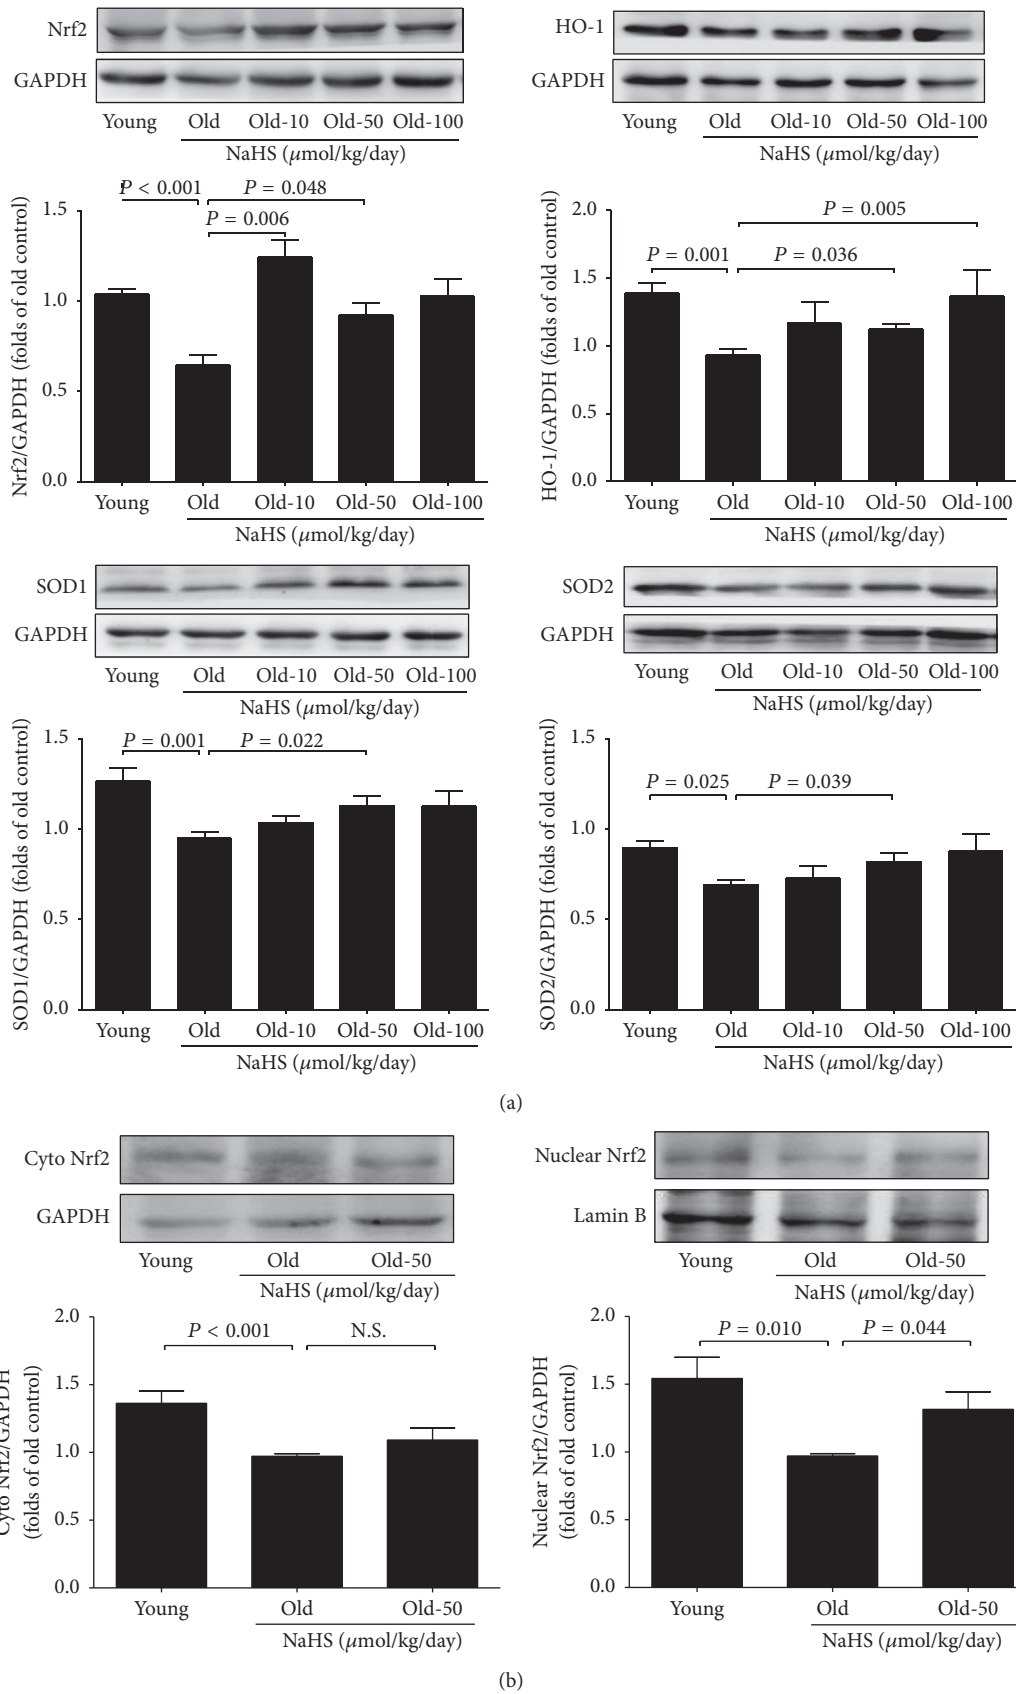 Nrf2
GAPDH
Young Old Old-10 Old-50 Old-100
NaHS (μmol/kg/day)
P < 0.001 P = 0.048
P = 0.006
Nrf2/GAPDH (folds of old control)
1.5
1.0
0.5
0.0
Young Old Old-10 Old-50 Old-100
NaHS (μmol/kg/day)
HO-1
GAPDH
Young Old Old-10 Old-50 Old-100
NaHS (μmol/kg/day)
P = 0.005
P = 0.001 P = 0.036
HO-1/GAPDH (folds of old control)
2.0
1.5
1.0
0.5
0.0
Young Old Old-10 Old-50 Old-100
NaHS (μmol/kg/day)
SOD1
GAPDH
Young Old Old-10 Old-50 Old-100
NaHS (μmol/kg/day)
P = 0.001 P = 0.022
SOD1/GAPDH (folds of old control)
1.5
1.0
0.5
0.0
Young Old Old-10 Old-50 Old-100
NaHS (μmol/kg/day)
SOD2
GAPDH
Young Old Old-10 Old-50 Old-100
NaHS (μmol/kg/day)
P = 0.025 P = 0.039
SOD2/GAPDH (folds of old control)
1.5
1.0
0.5
0.0
Young Old Old-10 Old-50 Old-100
NaHS (μmol/kg/day)
(a)
Cyto Nrf2
GAPDH
Young Old Old-50
NaHS (μmol/kg/day)
P < 0.001 N.S.
Cyto Nrf2/GAPDH
(folds of old control)
2.0
1.5
1.0
0.5
0.0
Young Old Old-50
NaHS (μmol/kg/day)
Nuclear Nrf2
Lamin B
Young Old Old-50
NaHS (μmol/kg/day)
P = 0.010 P = 0.044
Nuclear Nrf2/GAPDH
(folds of old control)
2.0
1.5
1.0
0.5
0.0
Young Old Old-50
NaHS (μmol/kg/day)
(b)